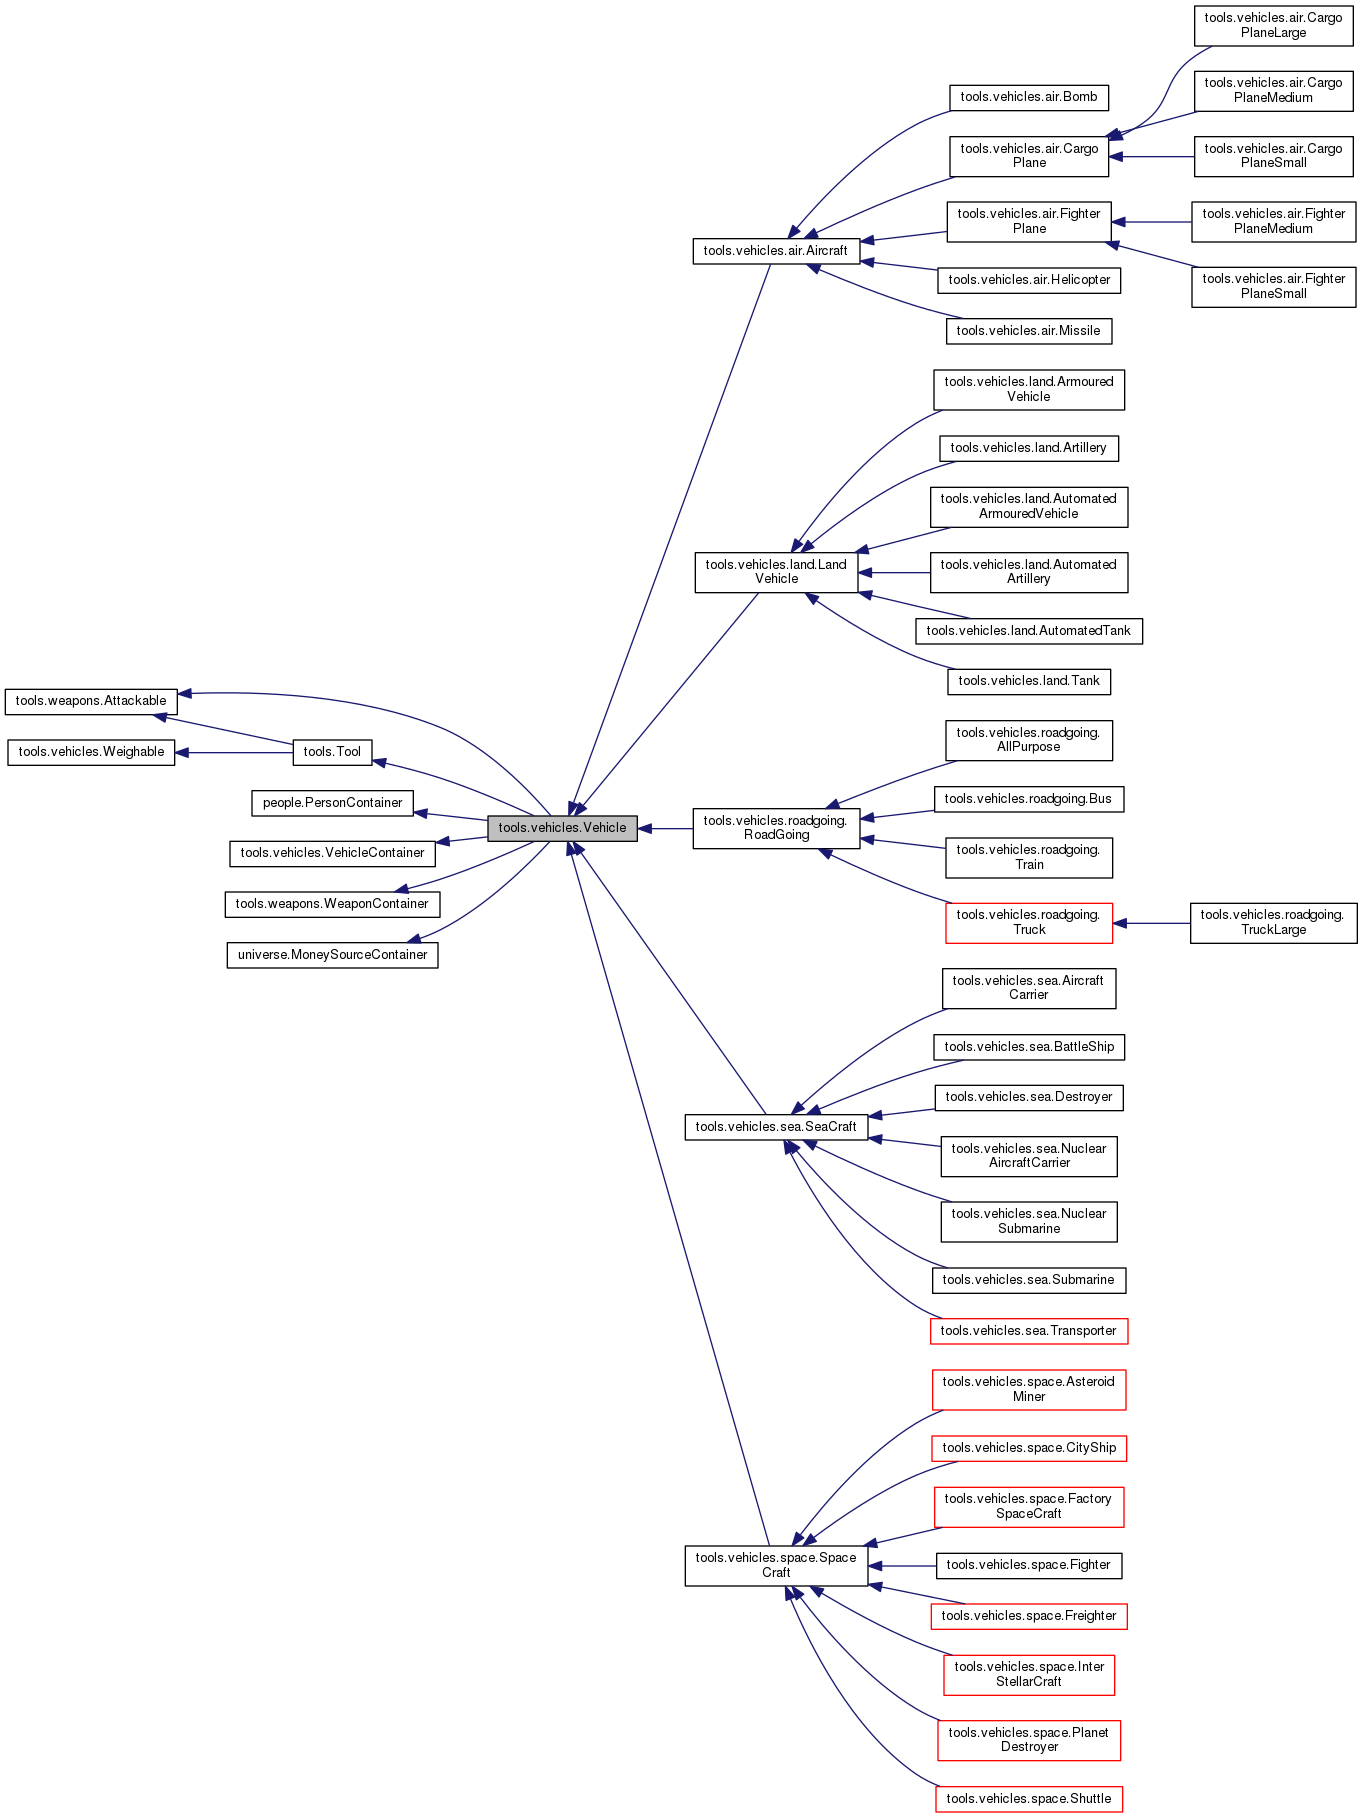 tools.weapons.Attackable
tools.vehicles.Weighable
tools.Tool
people.PersonContainer
tools.vehicles.VehicleContainer
tools.weapons.WeaponContainer
universe.MoneySourceContainer
tools.vehicles.Vehicle
tools.vehicles.air.Aircraft
tools.vehicles.air.Bomb
tools.vehicles.air.Cargo
Plane
tools.vehicles.air.Cargo
PlaneLarge
tools.vehicles.air.Cargo
PlaneMedium
tools.vehicles.air.Cargo
PlaneSmall
tools.vehicles.air.Fighter
Plane
tools.vehicles.air.Fighter
PlaneMedium
tools.vehicles.air.Fighter
PlaneSmall
tools.vehicles.air.Helicopter
tools.vehicles.air.Missile
tools.vehicles.land.Land
Vehicle
tools.vehicles.land.Armoured
Vehicle
tools.vehicles.land.Artillery
tools.vehicles.land.Automated
ArmouredVehicle
tools.vehicles.land.Automated
Artillery
tools.vehicles.land.AutomatedTank
tools.vehicles.land.Tank
tools.vehicles.roadgoing.
RoadGoing
tools.vehicles.roadgoing.
AllPurpose
tools.vehicles.roadgoing.Bus
tools.vehicles.roadgoing.
Train
tools.vehicles.roadgoing.
Truck
tools.vehicles.roadgoing.
TruckLarge
tools.vehicles.sea.SeaCraft
tools.vehicles.sea.Aircraft
Carrier
tools.vehicles.sea.BattleShip
tools.vehicles.sea.Destroyer
tools.vehicles.sea.Nuclear
AircraftCarrier
tools.vehicles.sea.Nuclear
Submarine
tools.vehicles.sea.Submarine
tools.vehicles.sea.Transporter
tools.vehicles.space.Space
Craft
tools.vehicles.space.Asteroid
Miner
tools.vehicles.space.CityShip
tools.vehicles.space.Factory
SpaceCraft
tools.vehicles.space.Fighter
tools.vehicles.space.Freighter
tools.vehicles.space.Inter
StellarCraft
tools.vehicles.space.Planet
Destroyer
tools.vehicles.space.Shuttle